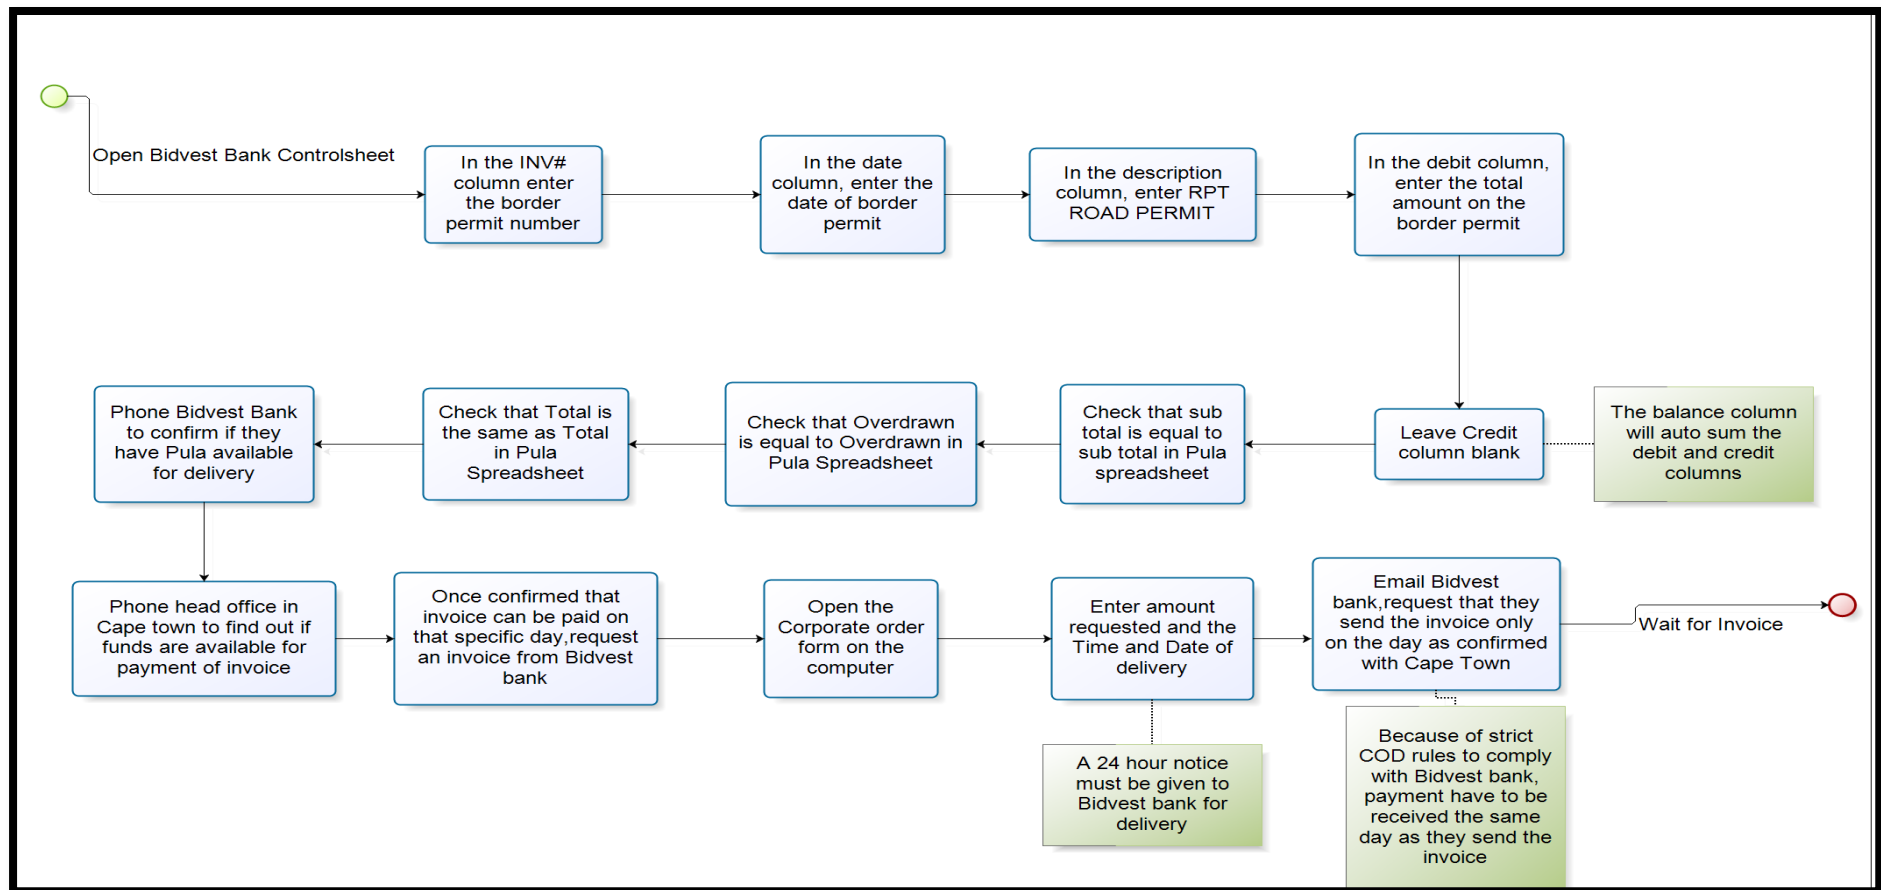 Open Bidvest Bank Controlsheet
In the INV#
column enter
the border
permit number
In the date
column, enter the
date of border
permit
In the description
column, enter RPT
ROAD PERMIT
In the debit column,
enter the total
amount on the
border permit
The balance column
will auto sum the
debit and credit
columns
Leave Credit
column blank
Check that sub
total is equal to
sub total in Pula
spreadsheet
Check that Overdrawn
is equal to Overdrawn in
Pula Spreadsheet
Check that Total is
the same as Total
in Pula
Spreadsheet
Phone Bidvest Bank
to confirm if they
have Pula available
for delivery
Phone head office in
Cape town to find out if
funds are available for
payment of invoice
Once confirmed that
invoice can be paid on
that specific day,request
an invoice from Bidvest
bank
Open the
Corporate order
form on the
computer
Enter amount
requested and the
Time and Date of
delivery
Email Bidvest
bank,request that they
send the invoice only
on the day as confirmed
with Cape Town
Wait for Invoice
A 24 hour notice
must be given to
Bidvest bank for
delivery
Because of strict
COD rules to comply
with Bidvest bank,
payment have to be
received the same
day as they send the
invoice